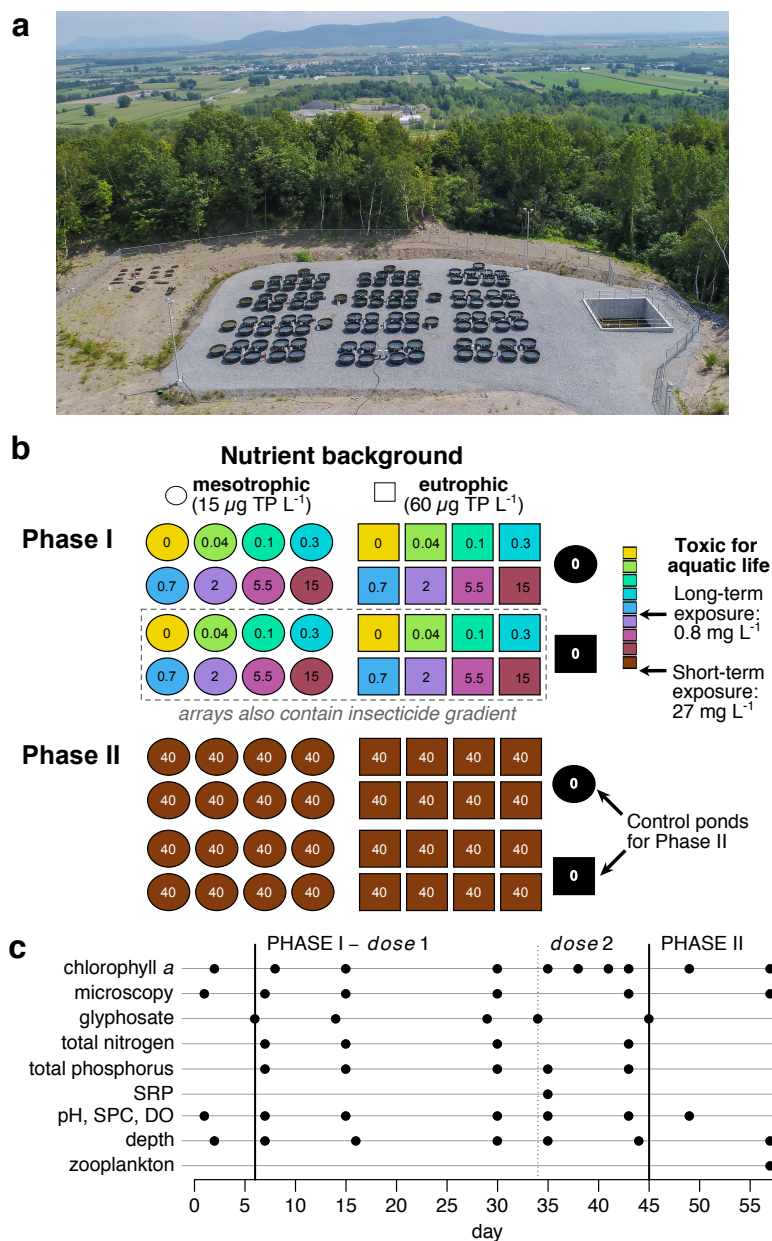 a
b
Nutrient background
mesotrophic
(15 µg TP L-1)
eutrophic
(60 µg TP L-1)
Phase I
0 0.04 0.1 0.3 0 0.04 0.1 0.3
0.7 2 5.5 15 0.7 2 5.5 15
0
0 0.04 0.1 0.3 0 0.04 0.1 0.3
0.7 2 5.5 15 0.7 2 5.5 15
0
arrays also contain insecticide gradient
Toxic for
aquatic life
Long-term
exposure:
0.8 mg L-1
Short-term
exposure:
27 mg L-1
Phase II
40 40 40 40 40 40 40 40
40 40 40 40 40 40 40 40
0
40 40 40 40 40 40 40 40
40 40 40 40 40 40 40 40
0
Control ponds
for Phase II
c
PHASE I – dose 1 dose 2 PHASE II
chlorophyll a
microscopy
glyphosate
total nitrogen
total phosphorus
SRP
pH, SPC, DO
depth
zooplankton
0 5 10 15 20 25 30 35 40 45 50 55
day